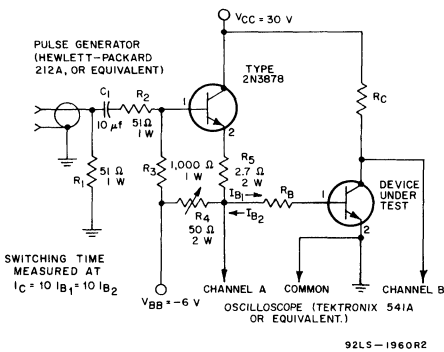 VCC = 30 V
PULSE GENERATOR
(HEWLETT-PACKARD
212A, OR EQUIVALENT)
TYPE
2N3878
C1
10 μf
R2
51Ω
1 W
1
2
RC
R1
51 Ω
1 W
R3
1,000 Ω
1 W
R5
2.7 Ω
2 W
IB1
IB2
RB
1
2
DEVICE
UNDER
TEST
R4
50 Ω
2 W
SWITCHING TIME
MEASURED AT
IC = 10 IB1 = 10 IB2
VBB = -6 V
CHANNEL A
COMMON
CHANNEL B
OSCILLOSCOPE (TEKTRONIX 541A
OR EQUIVALENT.)
92LS-1960R2